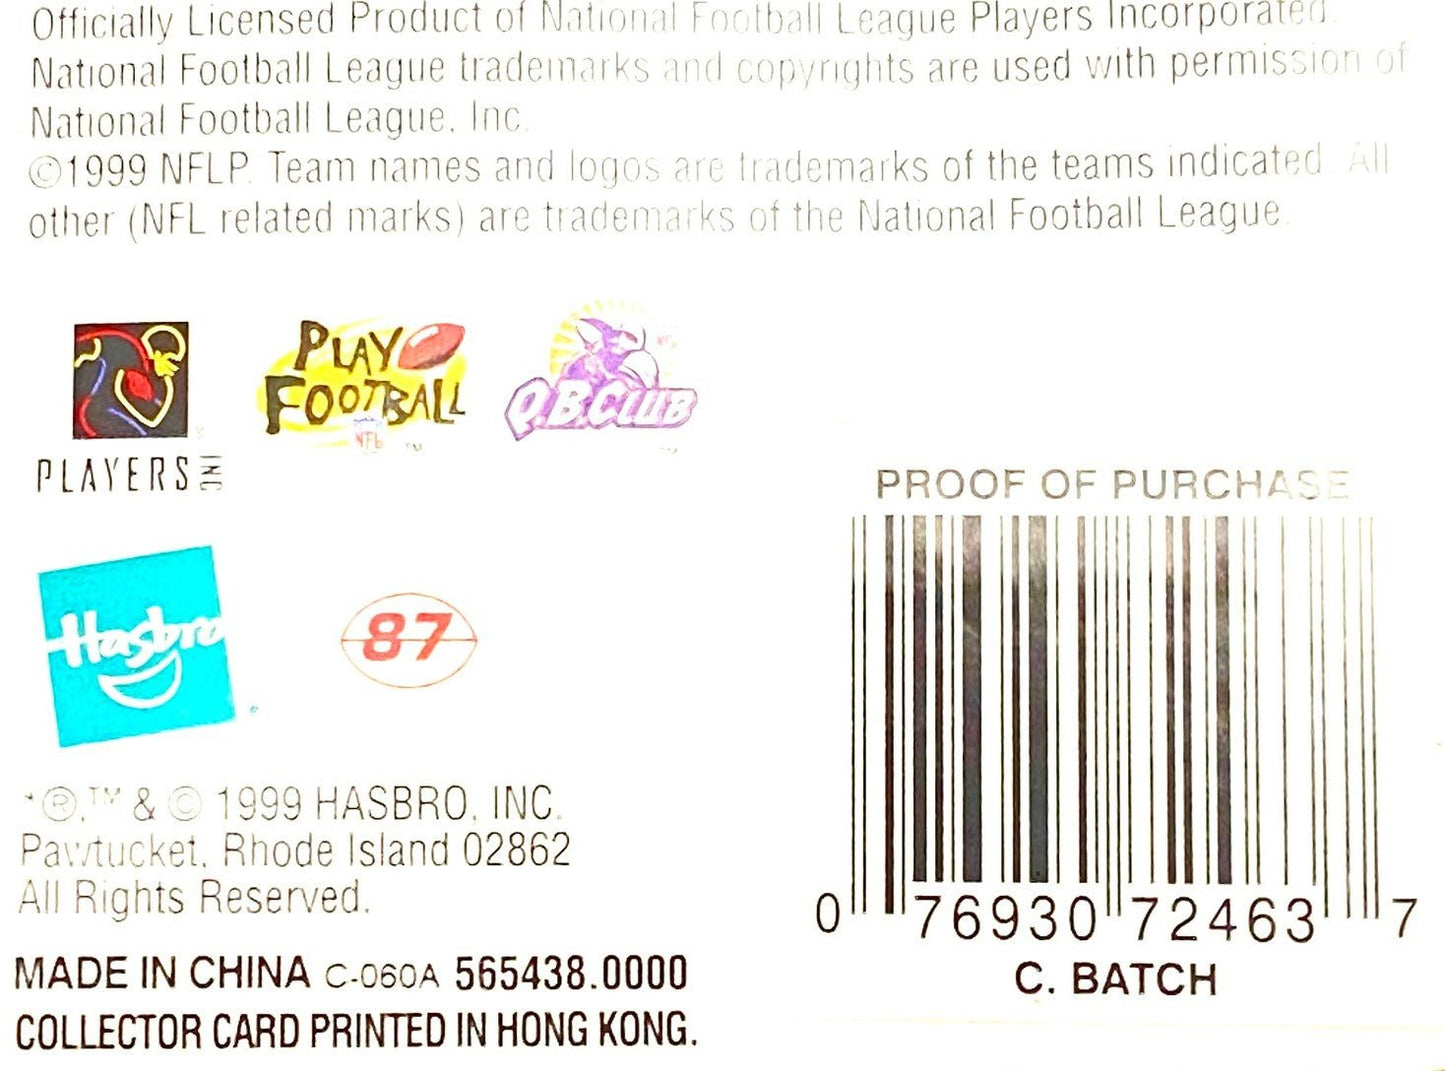 Officially Licensed Product of National Football League Players Incorporated.
National Football League trademarks and copyrights are used with permission of
National Football League, Inc.
©1999 NFLP. Team names and logos are trademarks of the teams indicated. All
other (NFL related marks) are trademarks of the National Football League.
PLAYERS INC
PLAY
FOOTBALL
NFL ™
NFL
Q.B.CLUB
™
PROOF OF PURCHASE
Hasbro
87
*®,™ & © 1999 HASBRO, INC.
Pawtucket, Rhode Island 02862
All Rights Reserved.
0 76930 72463 7
C. BATCH
MADE IN CHINA C-060A 565438.0000
COLLECTOR CARD PRINTED IN HONG KONG.